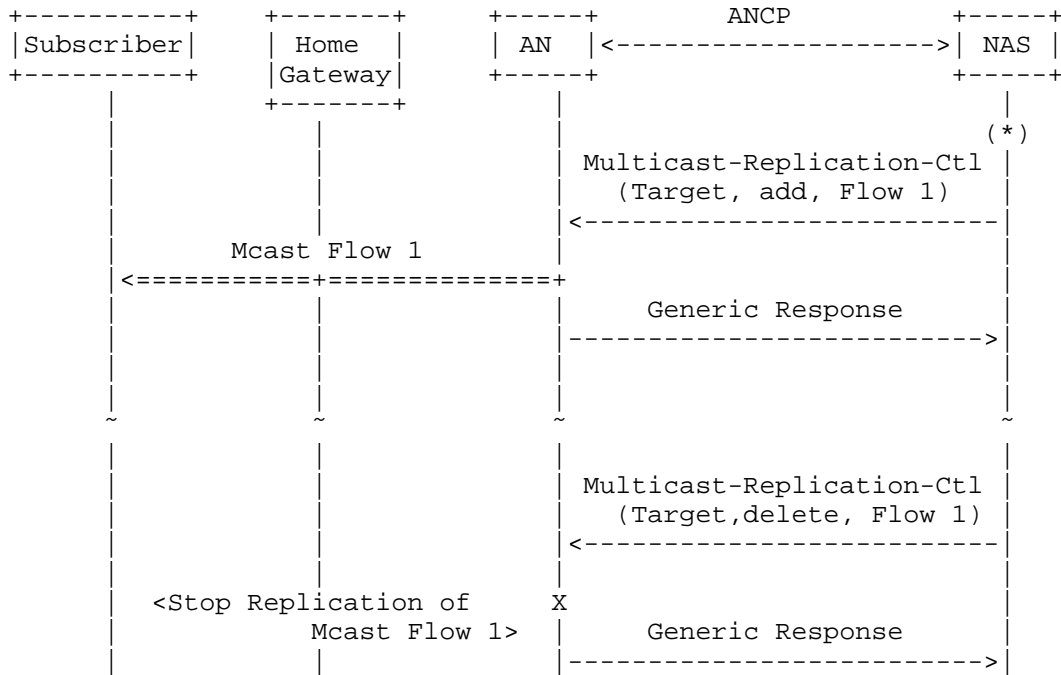 ANCP
Subscriber Home AN NAS
Gateway
(*)
Multicast-Replication-Ctl
(Target, add, Flow 1)
Mcast Flow 1
Generic Response
Multicast-Replication-Ctl
(Target,delete, Flow 1)
<Stop Replication of X
Mcast Flow 1> Generic Response